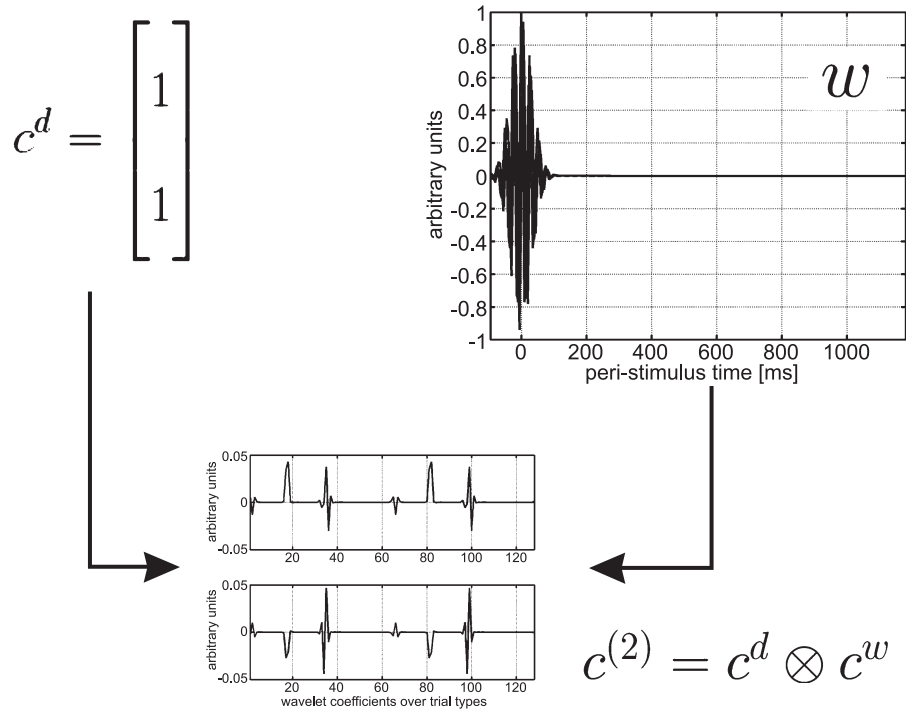 c^d = [1 1]
w
1
0.8
0.6
0.4
0.2
0
-0.2
-0.4
-0.6
-0.8
-1
arbitrary units
0 200 400 600 800 1000
peri-stimulus time [ms]
0.05
0
-0.05
arbitrary units
20 40 60 80 100 120
0.05
0
-0.05
arbitrary units
20 40 60 80 100 120
wavelet coefficients over trial types
c^(2) = c^d ⊗ c^w